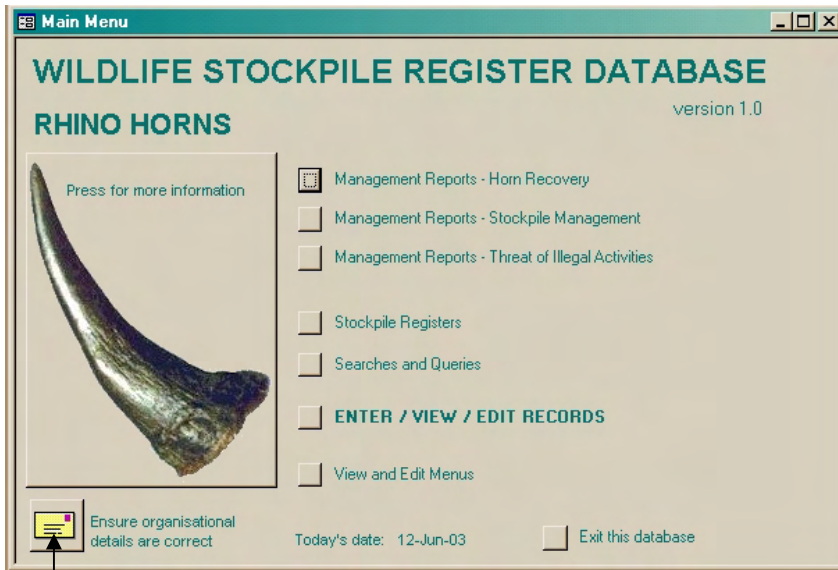 Main Menu
WILDLIFE STOCKPILE REGISTER DATABASE
version 1.0
RHINO HORNS
Press for more information
Management Reports - Horn Recovery
Management Reports - Stockpile Management
Management Reports - Threat of Illegal Activities
Stockpile Registers
Searches and Queries
ENTER / VIEW / EDIT RECORDS
View and Edit Menus
Ensure organisational
details are correct
Today's date: 12-Jun-03
Exit this database